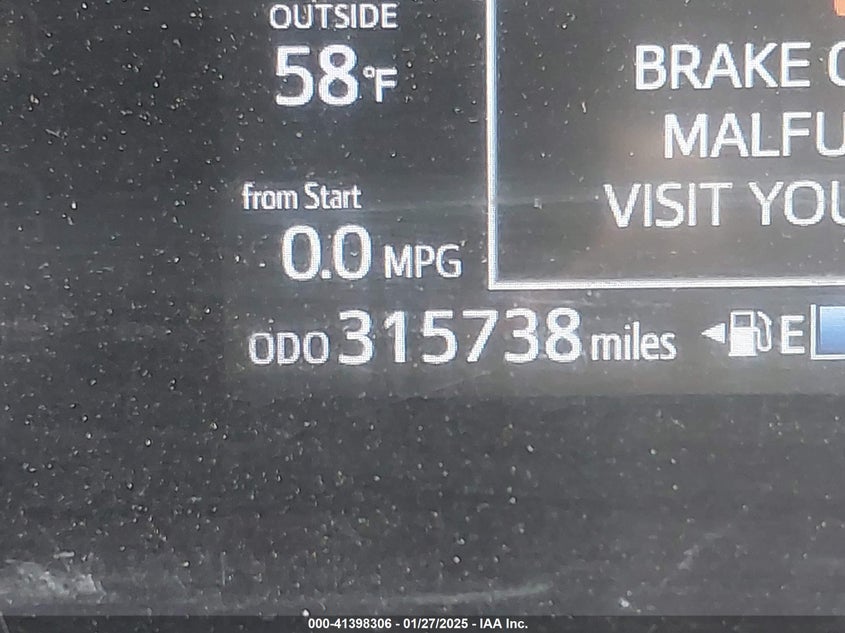 OUTSIDE
58°F
from Start
0.0 MPG
ODO 315738 miles
E
BRAKE
MALFU
VISIT YOU
000-41398306 - 01/27/2025 - IAA Inc.